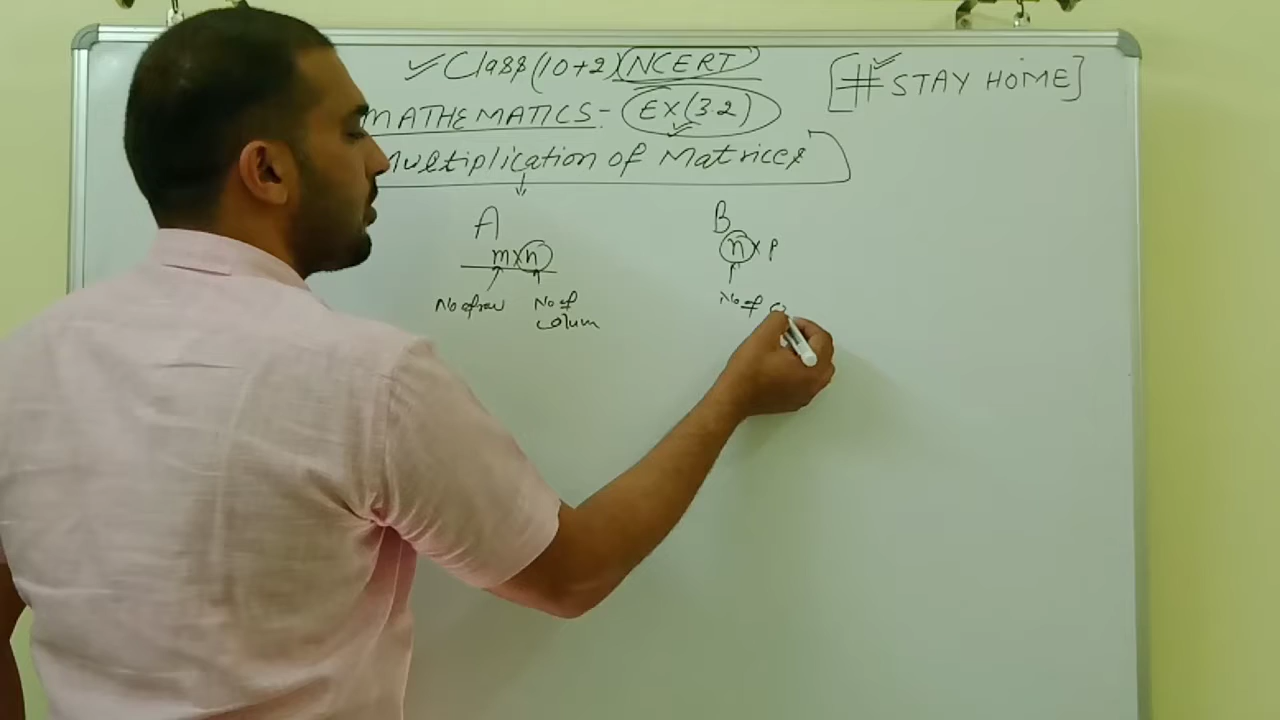 ✓ Class (10+2) (NCERT)
[# STAY HOME]
MATHEMATICS - EX(3.2)
Multiplication of Matrices
A
B
m×n
n × p
No of row
No of
No of
colum